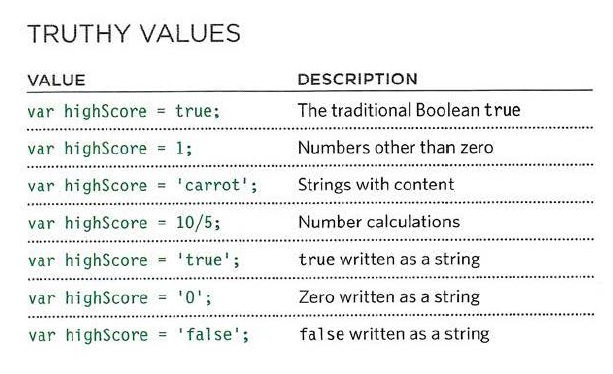 TRUTHY VALUES
VALUE DESCRIPTION
var highScore = true; The traditional Boolean true
var highScore = 1; Numbers other than zero
var highScore = 'carrot'; Strings with content
var highScore = 10/5; Number calculations
var highScore = 'true'; true written as a string
var highScore = '0'; Zero written as a string
var highScore = 'false'; false written as a string